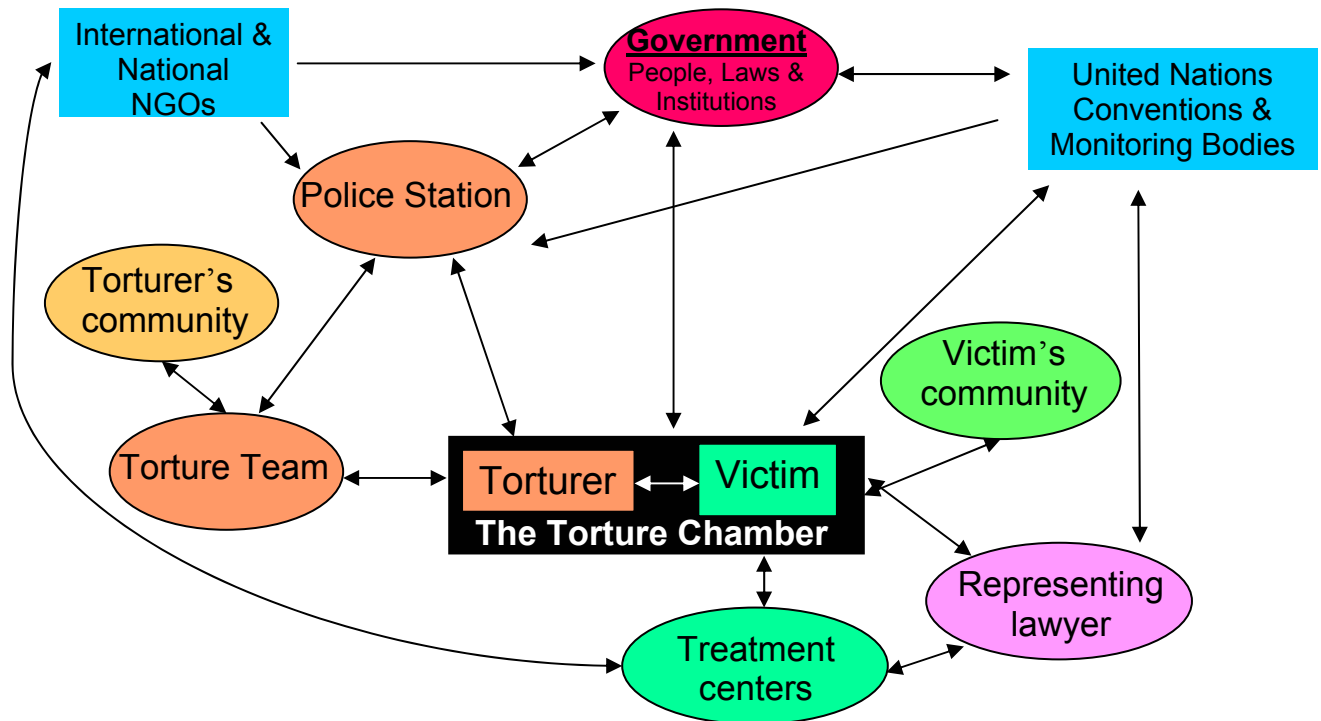 International &
National
NGOs
Government
People, Laws &
Institutions
United Nations
Conventions &
Monitoring Bodies
Police Station
Torturer’s
community
Victim’s
community
Torture Team
Torturer
Victim
The Torture Chamber
Representing
lawyer
Treatment
centers